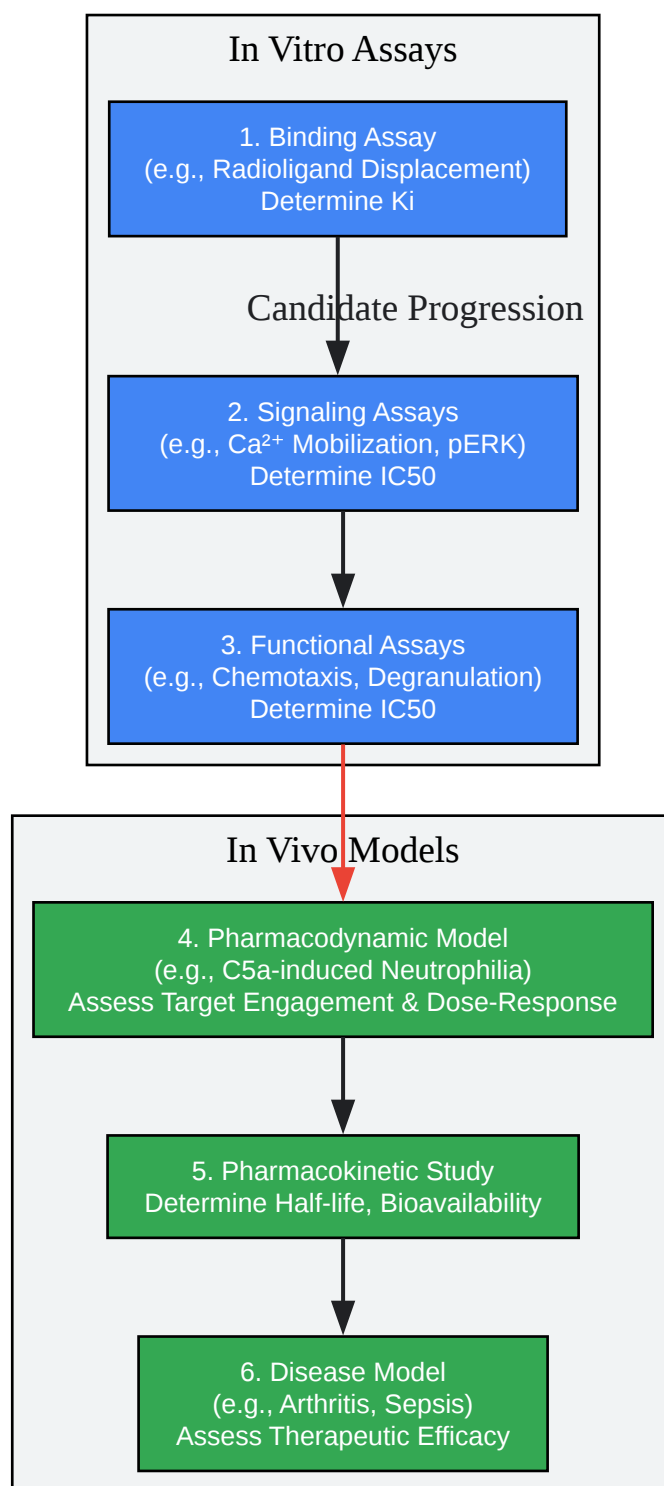 In Vitro Assays
1. Binding Assay
(e.g., Radioligand Displacement)
Determine Ki
Candidate Progression
2. Signaling Assays
(e.g., Ca²⁺ Mobilization, pERK)
Determine IC50
3. Functional Assays
(e.g., Chemotaxis, Degranulation)
Determine IC50
In Vivo Models
4. Pharmacodynamic Model
(e.g., C5a-induced Neutrophilia)
Assess Target Engagement & Dose-Response
5. Pharmacokinetic Study
Determine Half-life, Bioavailability
6. Disease Model
(e.g., Arthritis, Sepsis)
Assess Therapeutic Efficacy